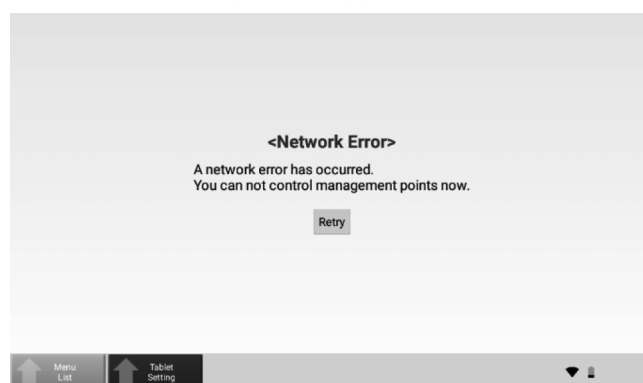 <Network Error>
A network error has occurred.
You can not control management points now.
Retry
Menu
List
Tablet
Setting